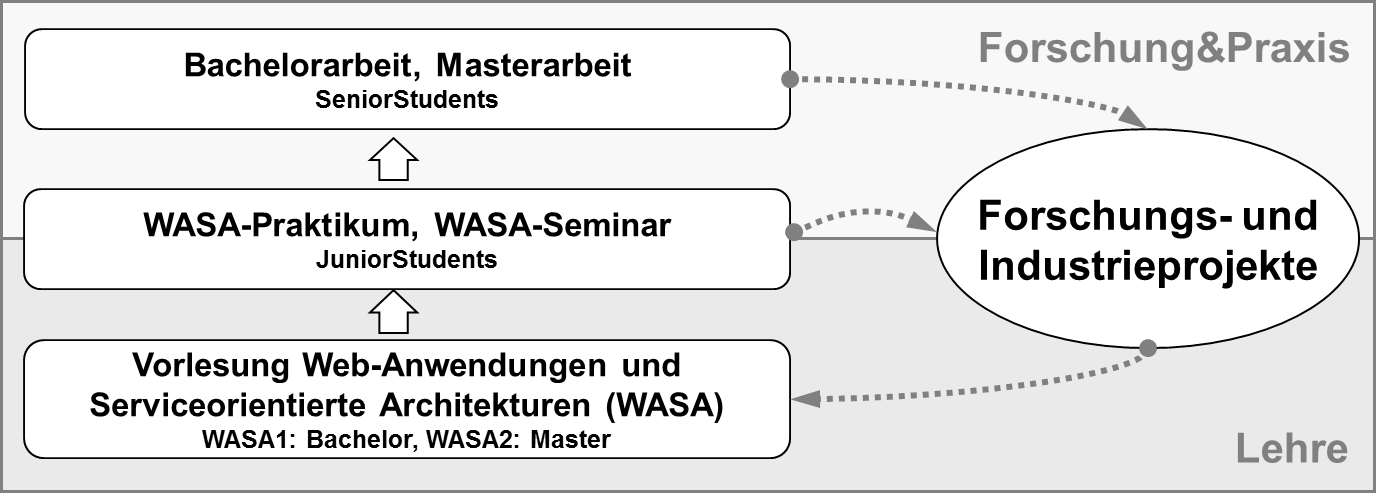 Forschung&Praxis
Bachelorarbeit, Masterarbeit
SeniorStudents
WASA-Praktikum, WASA-Seminar
JuniorStudents
Forschungs- und
Industrieprojekte
Vorlesung Web-Anwendungen und
Serviceorientierte Architekturen (WASA)
WASA1: Bachelor, WASA2: Master
Lehre